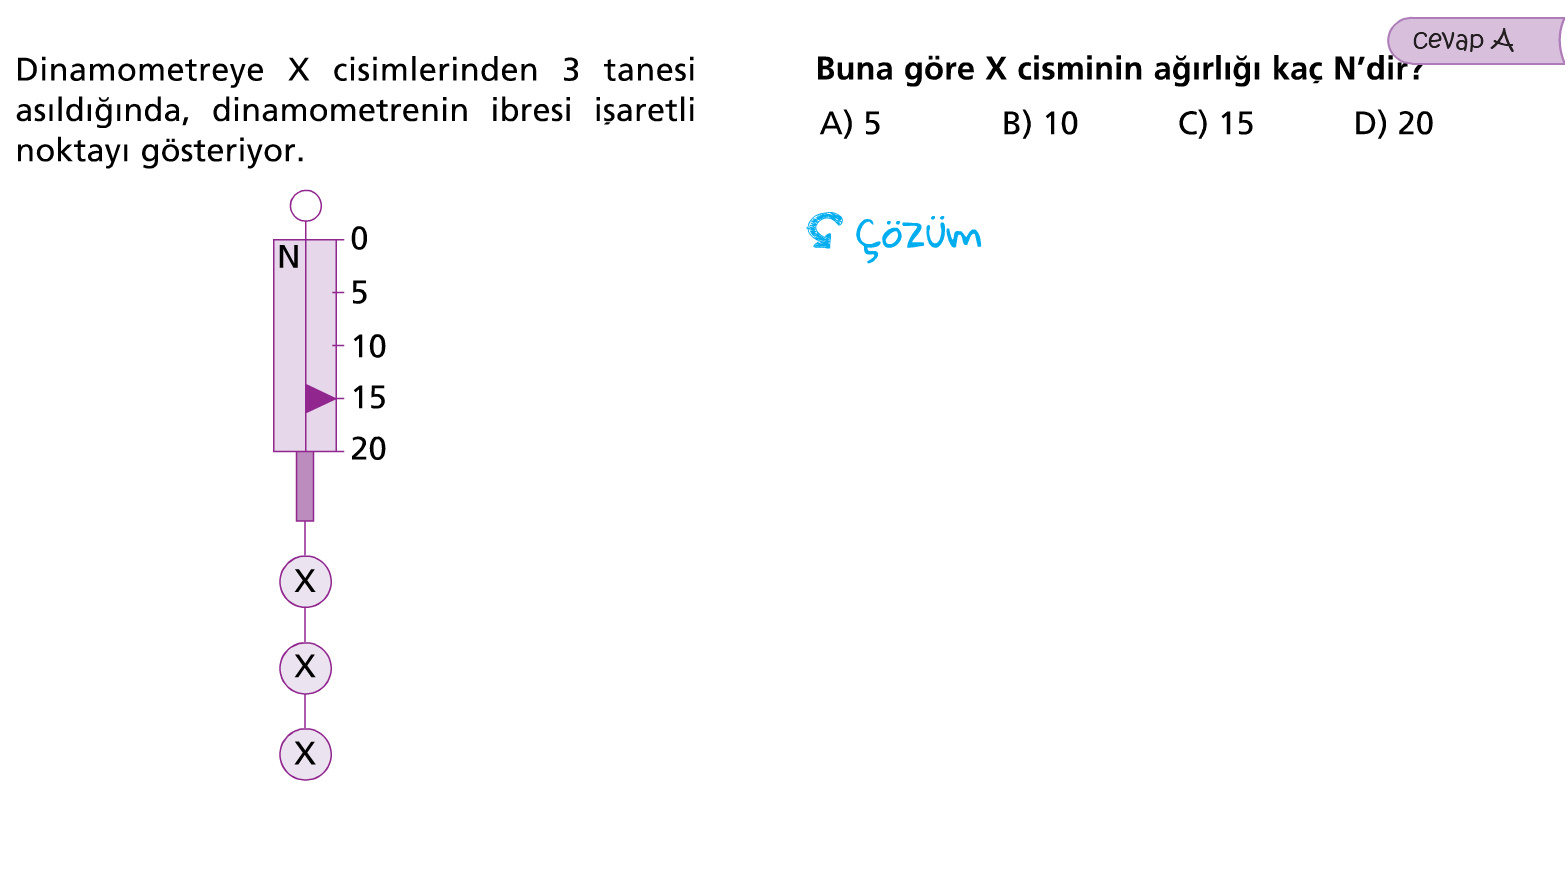 Dinamometreye X cisimlerinden 3 tanesi
asıldığında, dinamometrenin ibresi işaretli
noktayı gösteriyor.
N
0
5
10
15
20
X
X
X
cevap A
Buna göre X cisminin ağırlığı kaç N’dir?
A) 5 B) 10 C) 15 D) 20
Çözüm